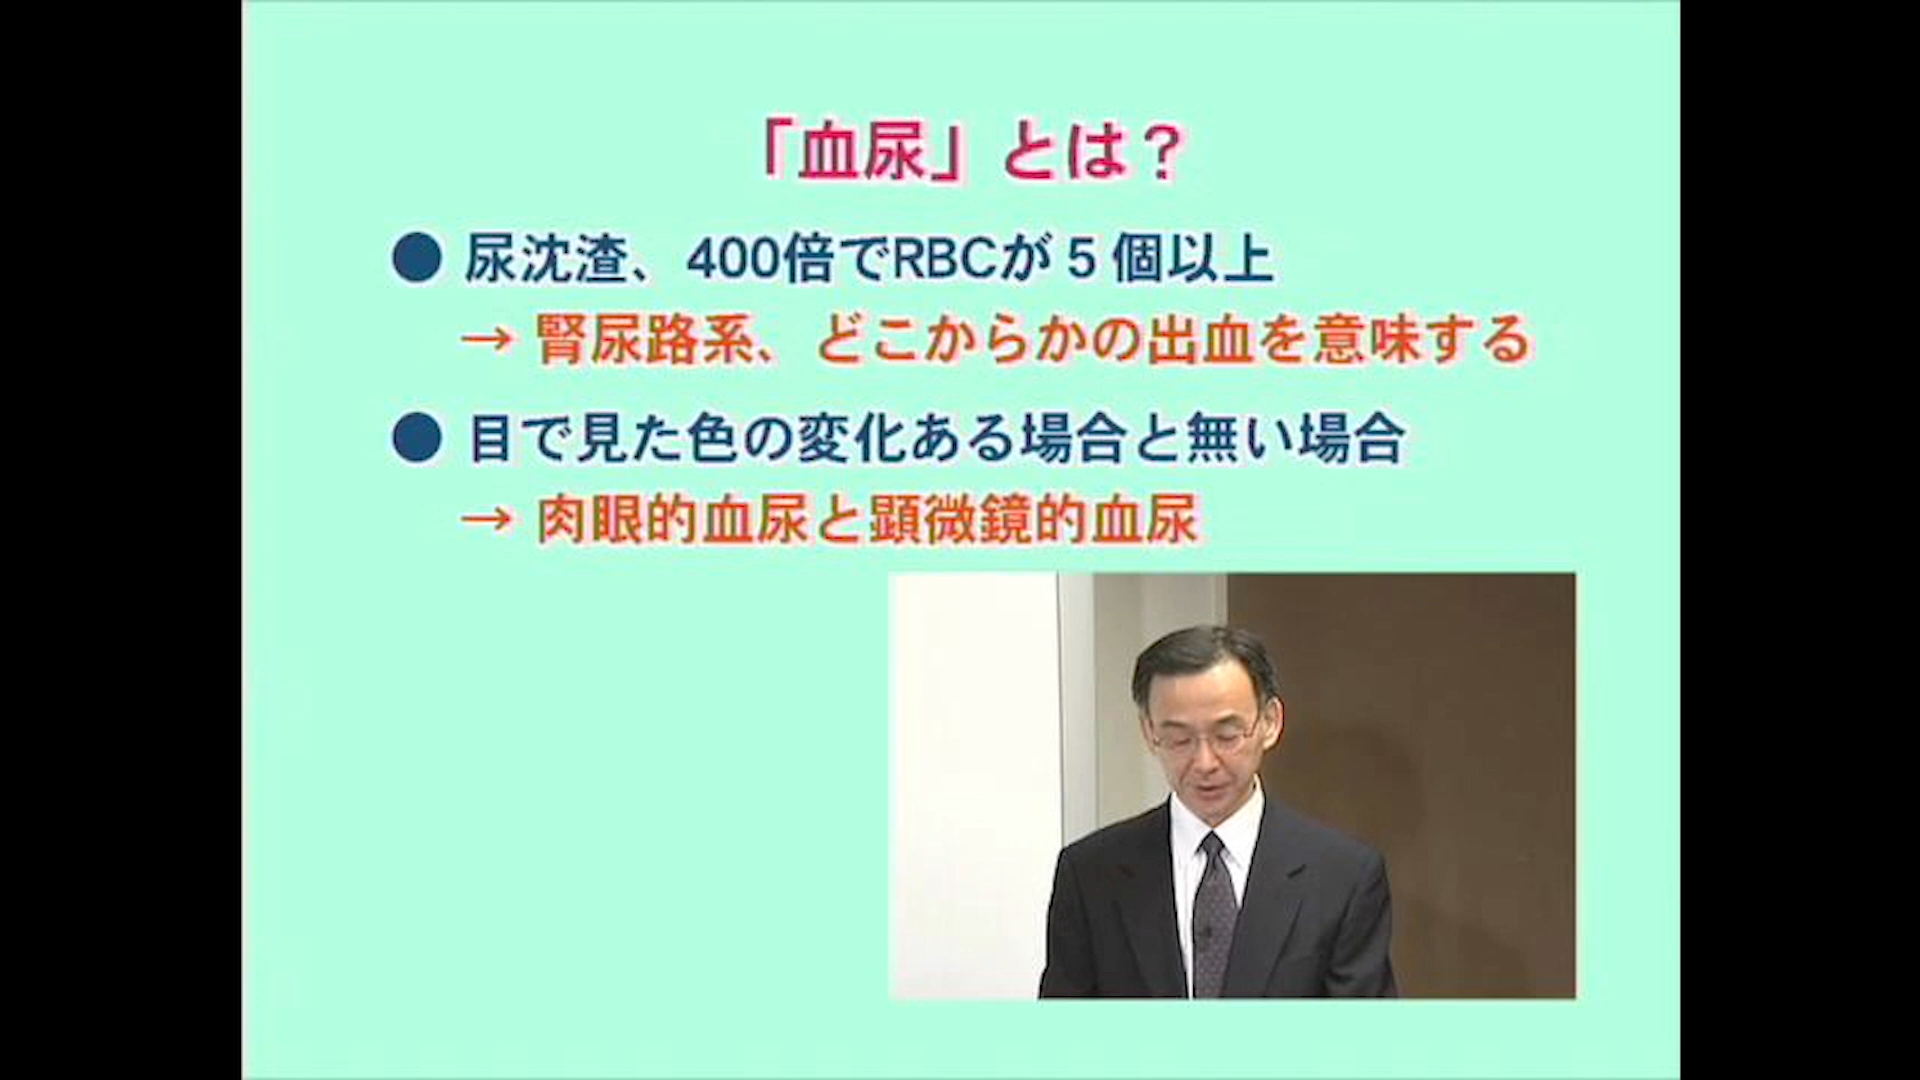 「血尿」とは？
● 尿沈渣、400倍でRBCが５個以上
→ 腎尿路系、どこからかの出血を意味する
● 目で見た色の変化ある場合と無い場合
→ 肉眼的血尿と顕微鏡的血尿